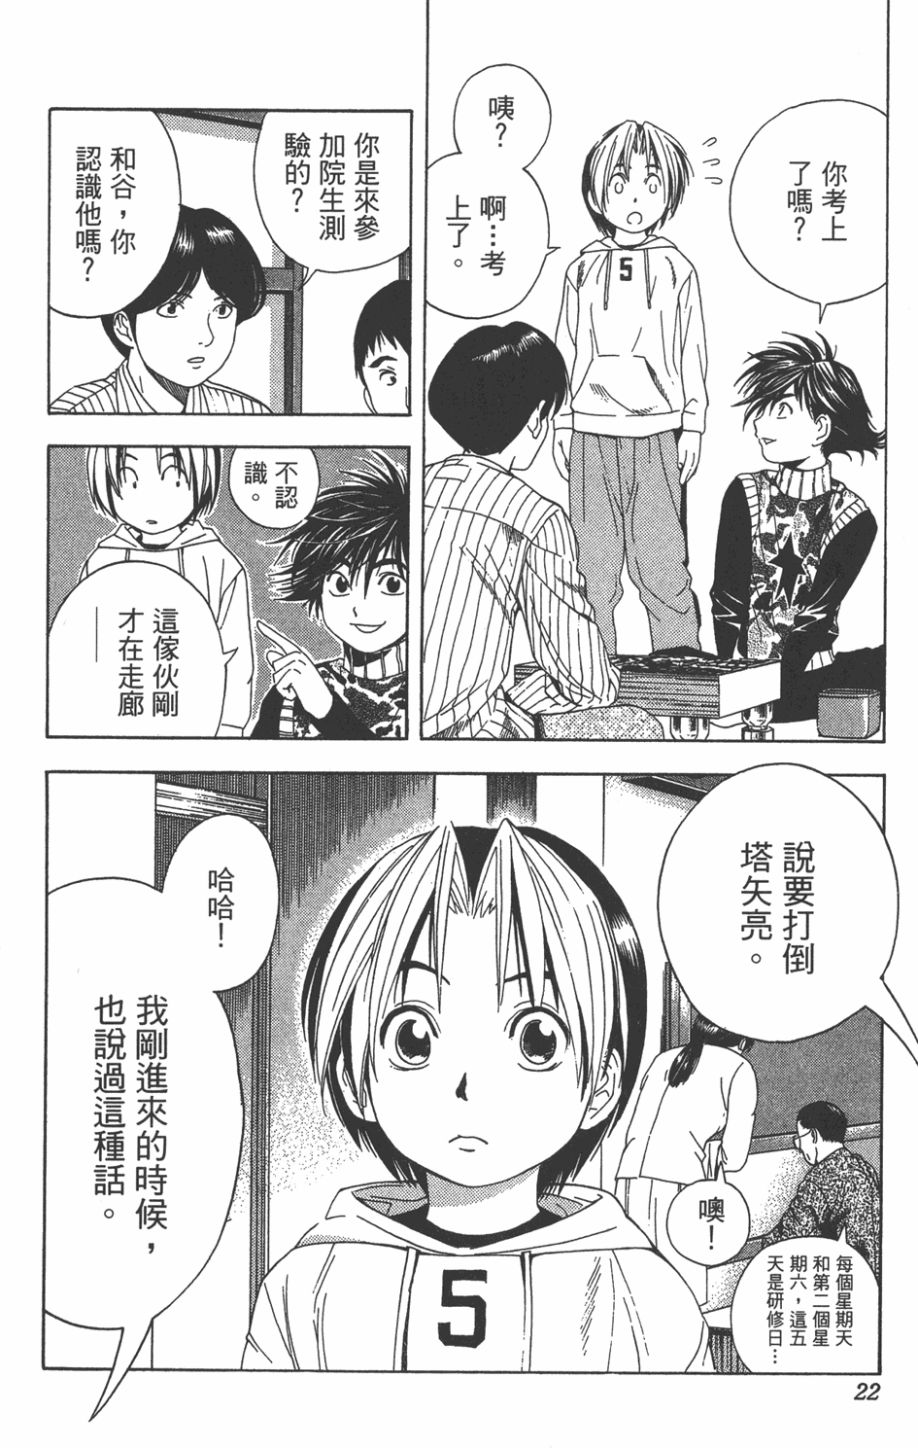 你考上
了嗎？
咦？
啊…考
上了。
5
你是來參
加院生測
驗的？
和谷，你
認識他嗎？
不認
識。
這傢伙剛
才在走廊
——
說要打倒
塔矢亮。
哈哈！
我剛進來的時候，
也說過這種話。
噢！
每個星期天
和第二個星
期六，這五
天是研修日…
5
22